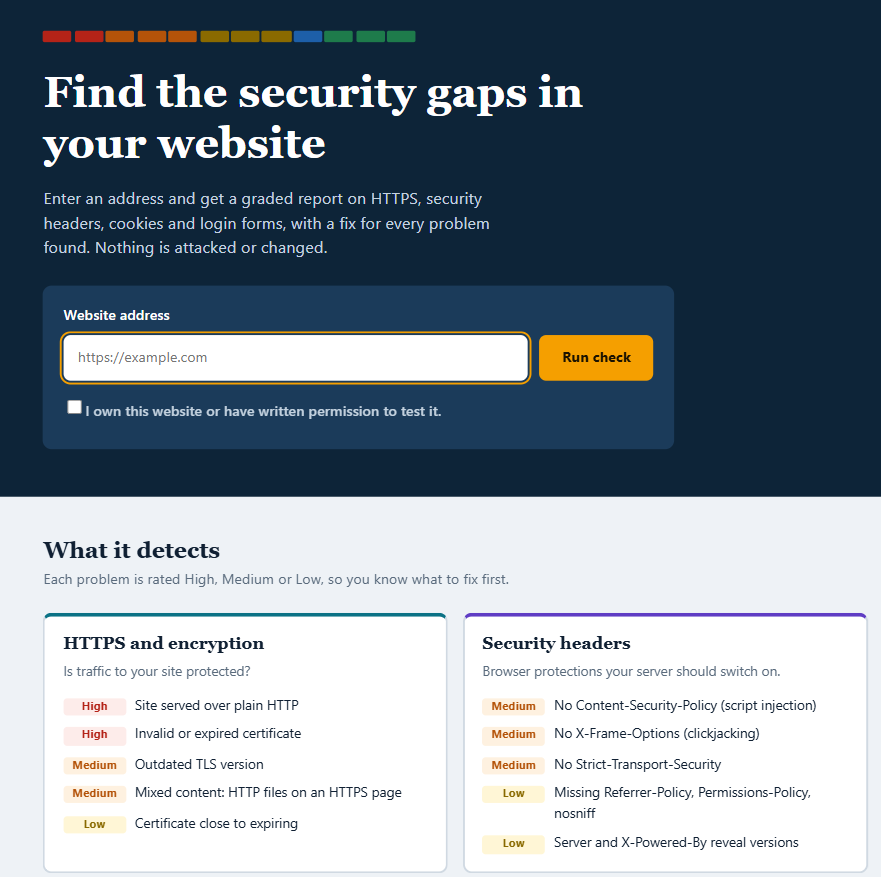 Find the security gaps in
your website
Enter an address and get a graded report on HTTPS, security
headers, cookies and login forms, with a fix for every problem
found. Nothing is attacked or changed.
Website address
https://example.com
Run check
I own this website or have written permission to test it.
What it detects
Each problem is rated High, Medium or Low, so you know what to fix first.
HTTPS and encryption
Is traffic to your site protected?
High Site served over plain HTTP
High Invalid or expired certificate
Medium Outdated TLS version
Medium Mixed content: HTTP files on an HTTPS page
Low Certificate close to expiring
Security headers
Browser protections your server should switch on.
Medium No Content-Security-Policy (script injection)
Medium No X-Frame-Options (clickjacking)
Medium No Strict-Transport-Security
Low Missing Referrer-Policy, Permissions-Policy,
nosniff
Low Server and X-Powered-By reveal versions